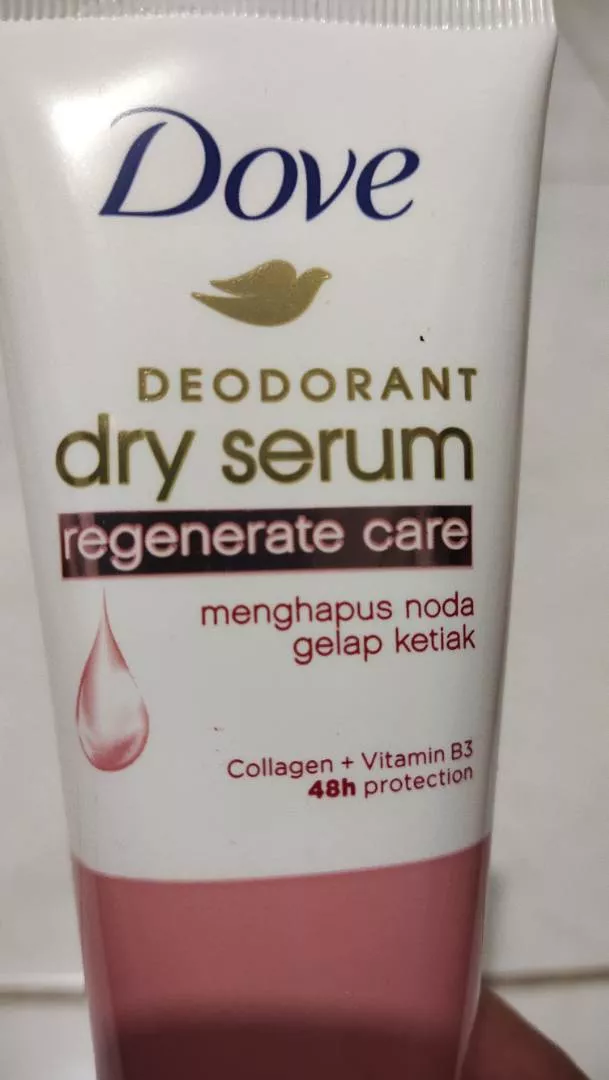 Dove
DEODORANT
dry serum
regenerate care
menghapus noda
gelap ketiak
Collagen + Vitamin B3
48h protection